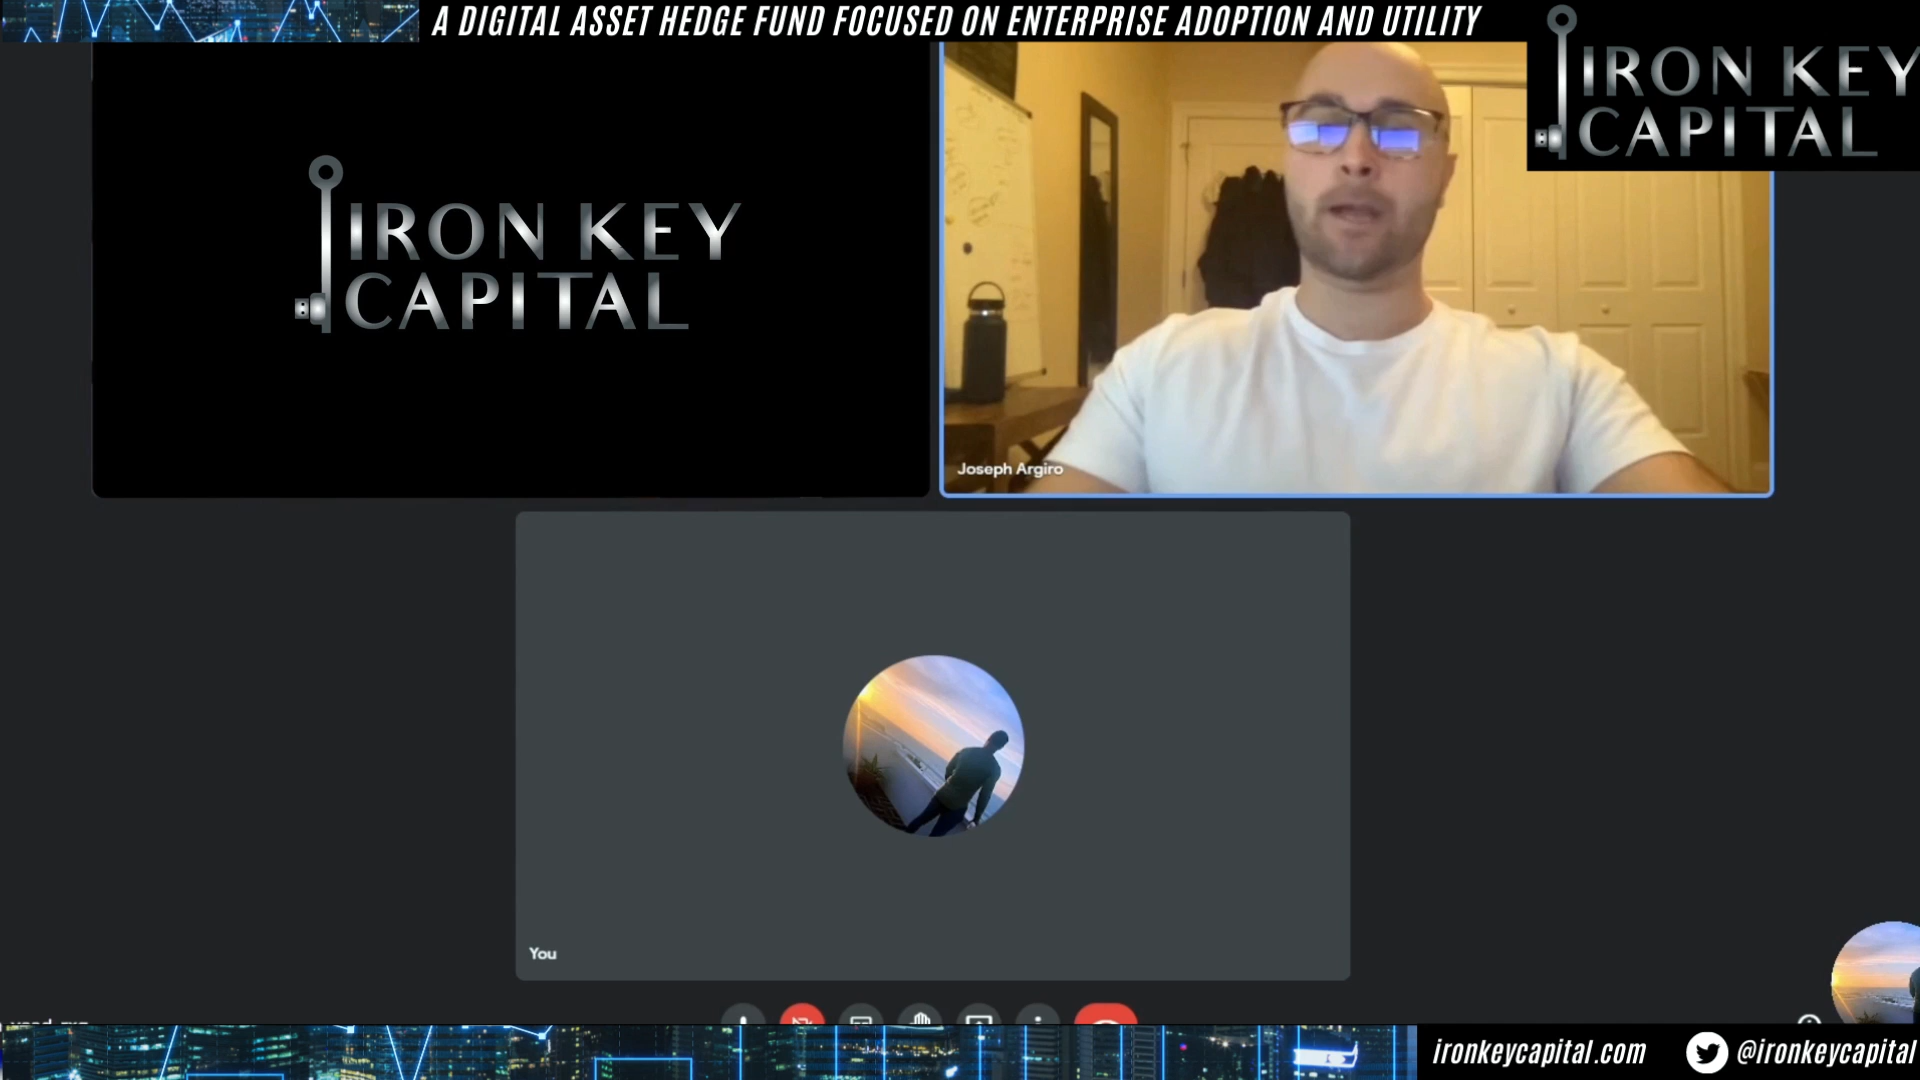 A DIGITAL ASSET HEDGE FUND FOCUSED ON ENTERPRISE ADOPTION AND UTILITY
IRON KEY
CAPITAL
IRON KEY
CAPITAL
Joseph Argiro
You
ironkeycapital.com
@ironkeycapital